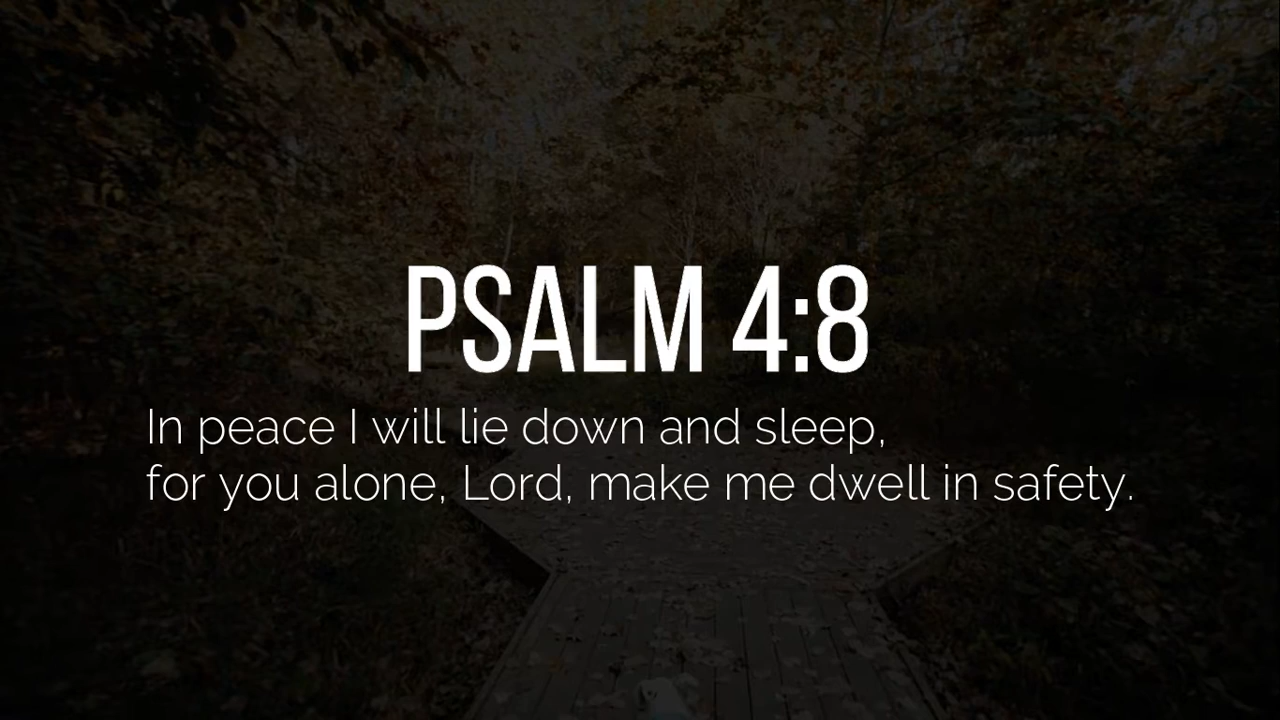 PSALM 4:8
In peace I will lie down and sleep,
for you alone, Lord, make me dwell in safety.